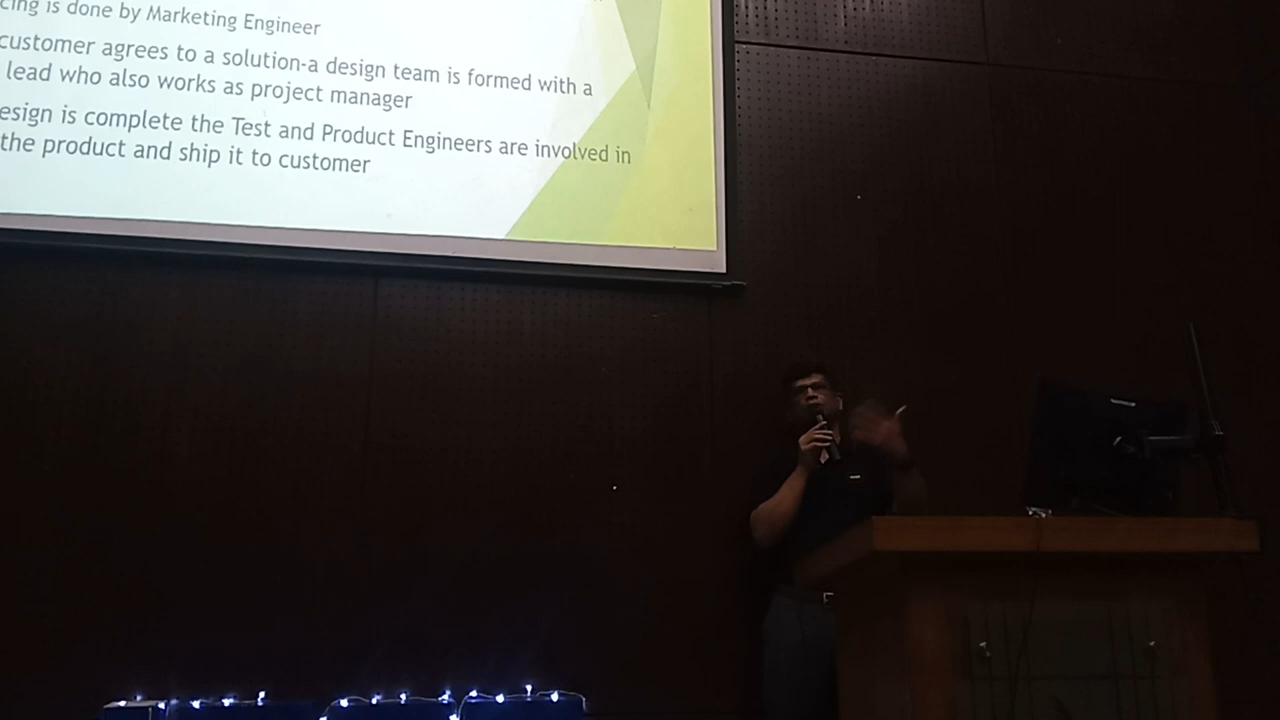 cing is done by Marketing Engineer
customer agrees to a solution-a design team is formed with a
lead who also works as project manager
esign is complete the Test and Product Engineers are involved in
the product and ship it to customer